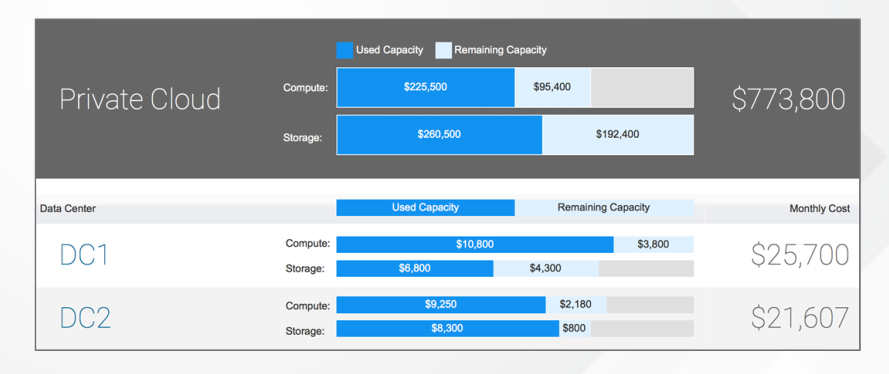 Used Capacity Remaining Capacity
Private Cloud
Compute: $225,500 $95,400
$773,800
Storage: $260,500 $192,400
Data Center Used Capacity Remaining Capacity Monthly Cost
DC1
Compute: $10,800 $3,800
Storage: $6,800 $4,300
$25,700
DC2
Compute: $9,250 $2,180
Storage: $8,300 $800
$21,607